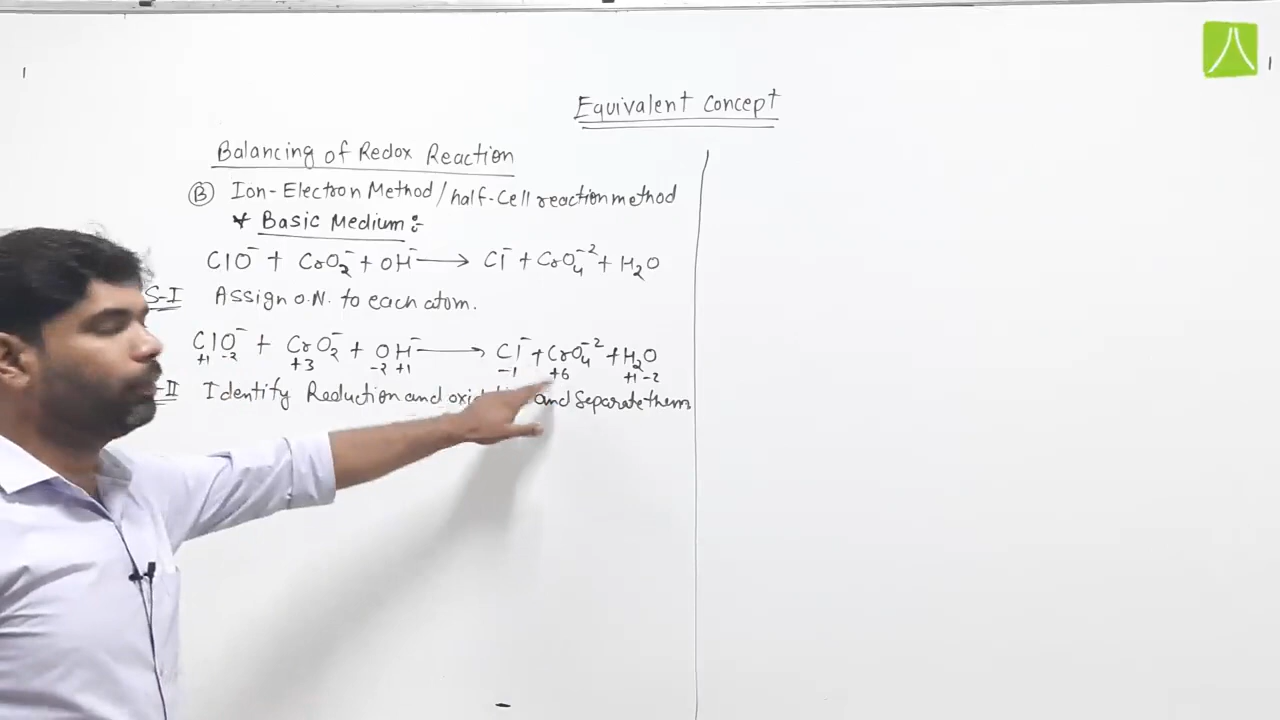 Equivalent Concept
Balancing of Redox Reaction
Ⓑ Ion-Electron Method/half-Cell reaction method
* Basic Medium :-
ClO⁻ + CrO₂⁻ + OH⁻ ⟶ Cl⁻ + CrO₄⁻² + H₂O
S-I Assign O.N. to each atom.
ClO⁻ + CrO₂⁻ + OH⁻ ⟶ Cl⁻ + CrO₄⁻² + H₂O
+1 -2 +3 -2 +1 -1 +6 +1 -2
-II Identify Reduction and and Separate them